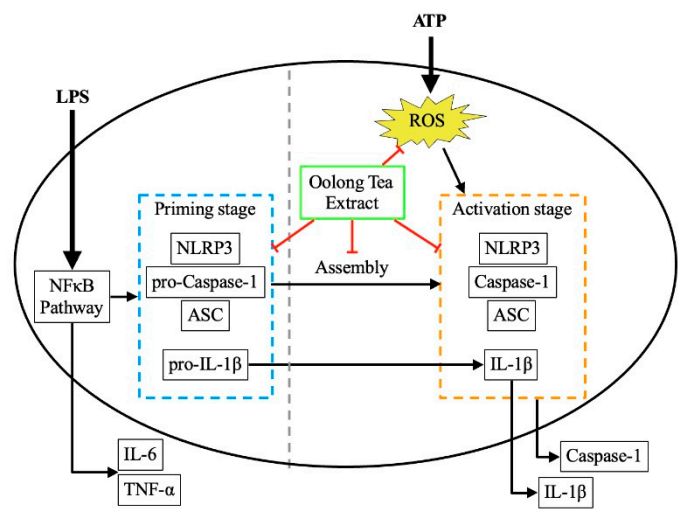 ATP
LPS
ROS
Oolong Tea
Extract
Priming stage
NLRP3
pro-Caspase-1
ASC
pro-IL-1β
Assembly
Activation stage
NLRP3
Caspase-1
ASC
IL-1β
NFκB
Pathway
IL-6
TNF-α
Caspase-1
IL-1β